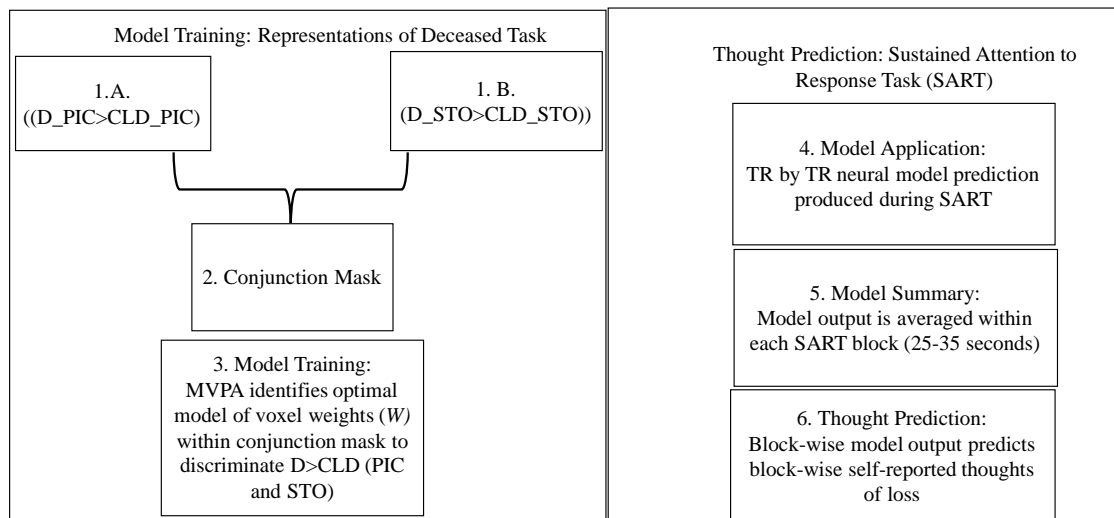 Model Training: Representations of Deceased Task
1.A.
((D_PIC>CLD_PIC)
1. B.
(D_STO>CLD_STO))
2. Conjunction Mask
3. Model Training:
MVPA identifies optimal
model of voxel weights (W)
within conjunction mask to
discriminate D>CLD (PIC
and STO)
Thought Prediction: Sustained Attention to
Response Task (SART)
4. Model Application:
TR by TR neural model prediction
produced during SART
5. Model Summary:
Model output is averaged within
each SART block (25-35 seconds)
6. Thought Prediction:
Block-wise model output predicts
block-wise self-reported thoughts
of loss